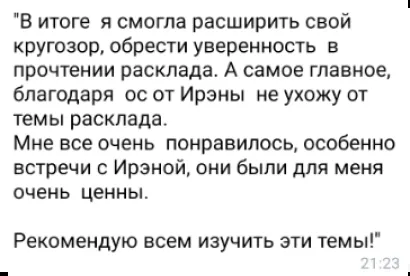 "В итоге я смогла расширить свой
кругозор, обрести уверенность в
прочтении расклада. А самое главное,
благодаря ос от Ирэны не ухожу от
темы расклада.
Мне все очень понравилось, особенно
встречи с Ирэной, они были для меня
очень ценны.
Рекомендую всем изучить эти темы!"
21:23